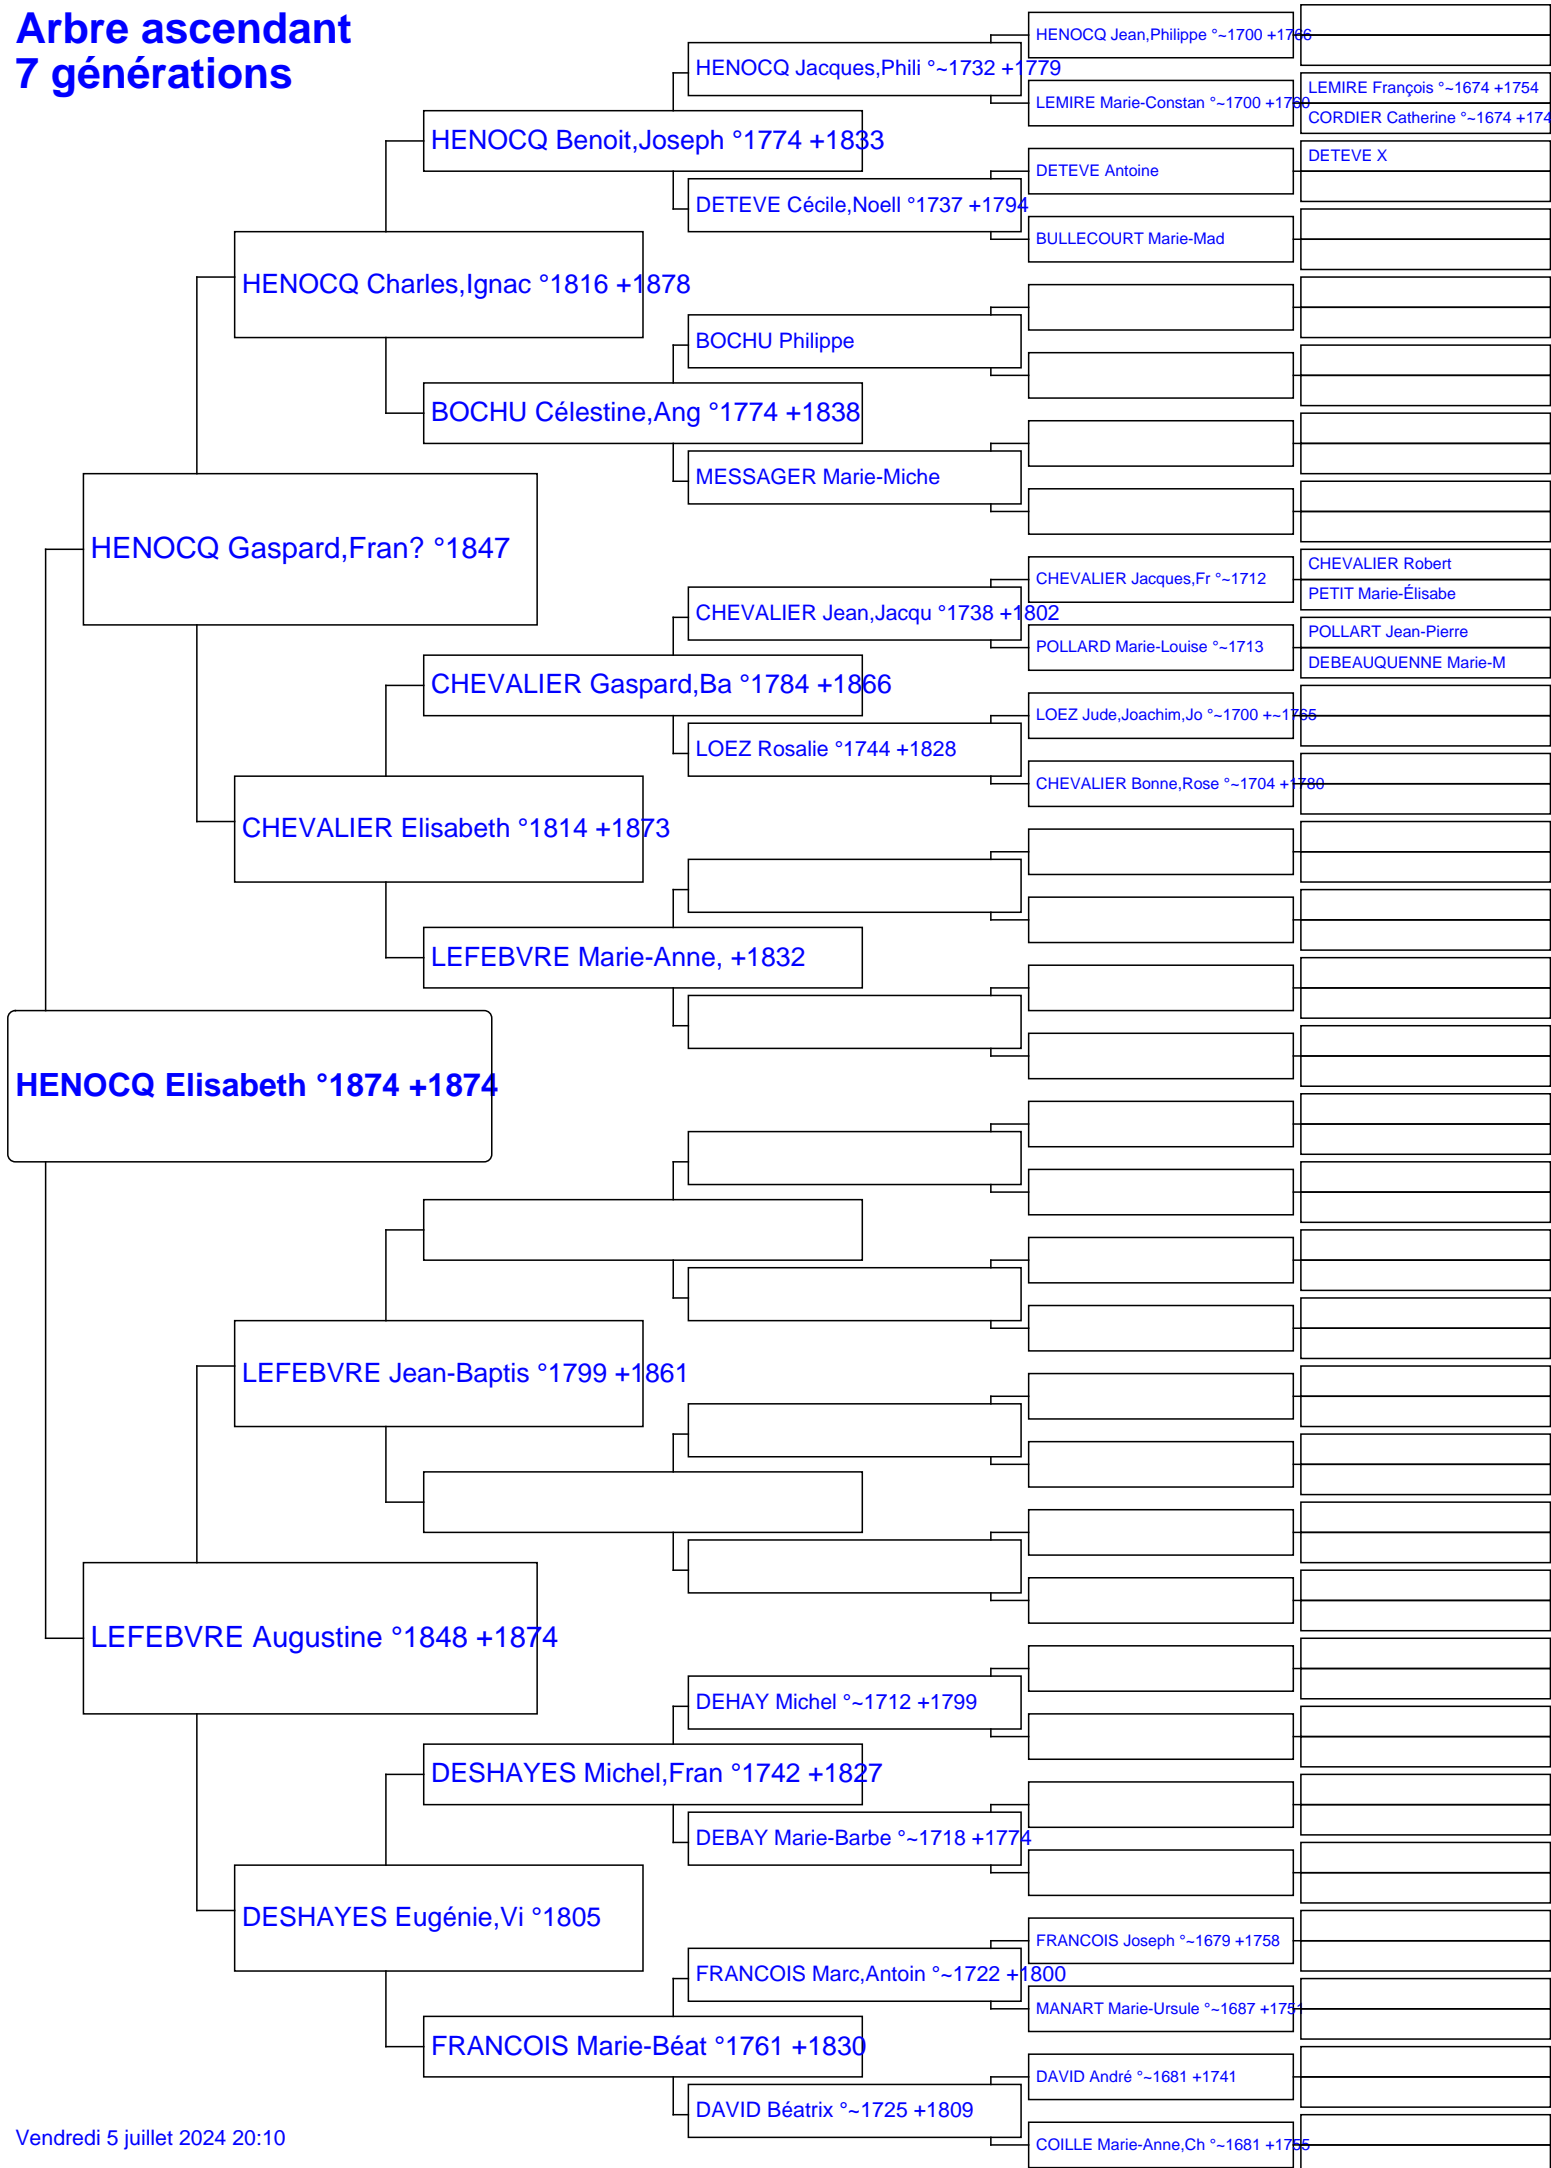 Arbre ascendant
7 générations
HENOCQ Jean,Philippe °~1700 +1766
HENOCQ Jacques,Phili °~1732 +1779
LEMIRE François °~1674 +1754
LEMIRE Marie-Constan °~1700 +1760
CORDIER Catherine °~1674 +174
HENOCQ Benoit,Joseph °1774 +1833
DETEVE X
DETEVE Antoine
DETEVE Cécile,Noell °1737 +1794
BULLECOURT Marie-Mad
HENOCQ Charles,Ignac °1816 +1878
BOCHU Philippe
BOCHU Célestine,Ang °1774 +1838
MESSAGER Marie-Miche
HENOCQ Gaspard,Fran? °1847
CHEVALIER Robert
CHEVALIER Jacques,Fr °~1712
PETIT Marie-Élisabe
CHEVALIER Jean,Jacqu °1738 +1802
POLLART Jean-Pierre
POLLARD Marie-Louise °~1713
DEBEAUQUENNE Marie-M
CHEVALIER Gaspard,Ba °1784 +1866
LOEZ Jude,Joachim,Jo °~1700 +~1765
LOEZ Rosalie °1744 +1828
CHEVALIER Bonne,Rose °~1704 +1780
CHEVALIER Elisabeth °1814 +1873
LEFEBVRE Marie-Anne, +1832
HENOCQ Elisabeth °1874 +1874
LEFEBVRE Jean-Baptis °1799 +1861
LEFEBVRE Augustine °1848 +1874
DEHAY Michel °~1712 +1799
DESHAYES Michel,Fran °1742 +1827
DEBAY Marie-Barbe °~1718 +1774
DESHAYES Eugénie,Vi °1805
FRANCOIS Joseph °~1679 +1758
FRANCOIS Marc,Antoin °~1722 +1800
MANART Marie-Ursule °~1687 +1751
FRANCOIS Marie-Béat °1761 +1830
DAVID André °~1681 +1741
DAVID Béatrix °~1725 +1809
COILLE Marie-Anne,Ch °~1681 +1755
Vendredi 5 juillet 2024 20:10